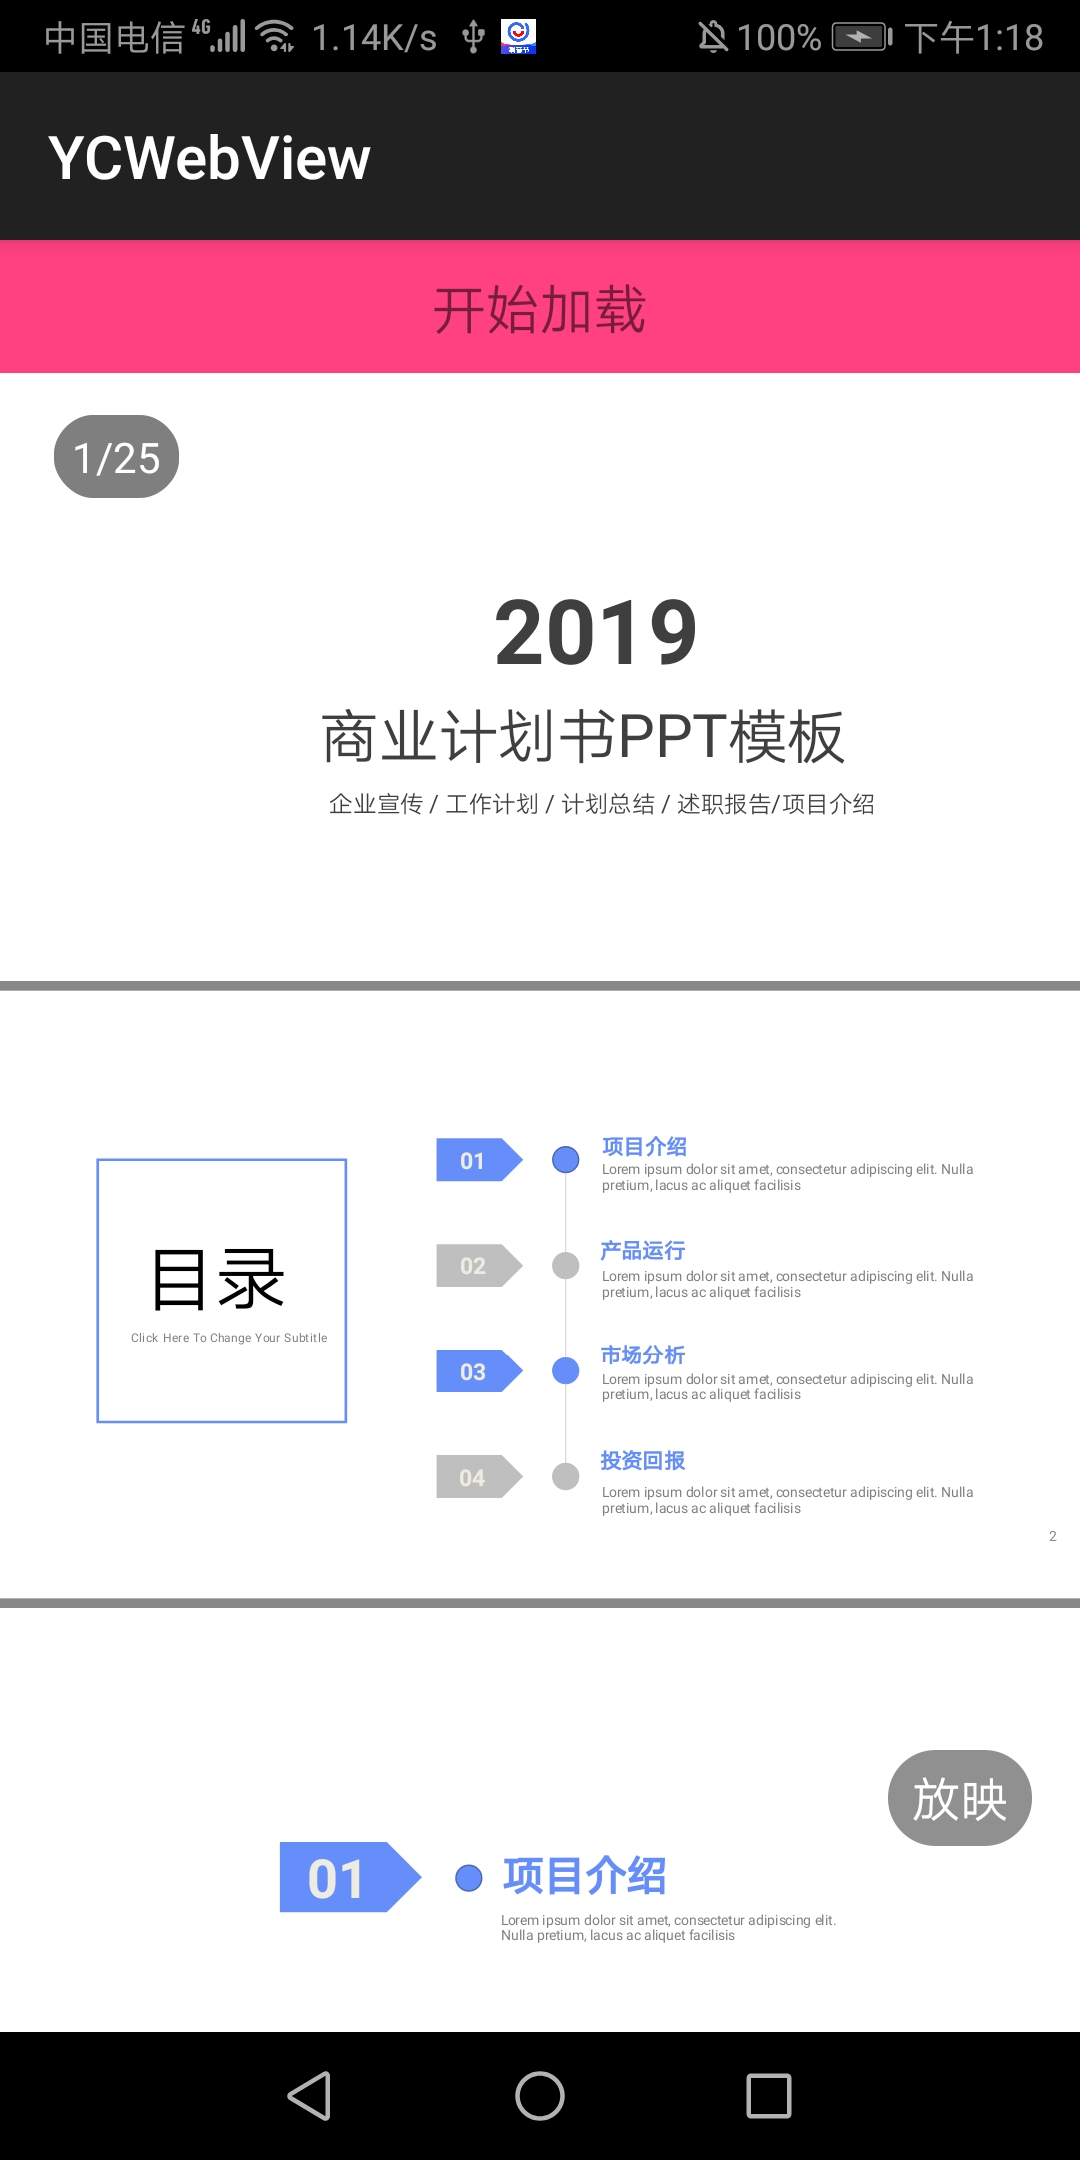 中国电信 4G 1.14K/s 100% 下午1:18
YCWebView
开始加载
1/25
2019
商业计划书PPT模板
企业宣传 / 工作计划 / 计划总结 / 述职报告/项目介绍
目录
Click Here To Change Your Subtitle
01
项目介绍
Lorem ipsum dolor sit amet, consectetur adipiscing elit. Nulla
pretium, lacus ac aliquet facilisis
02
产品运行
Lorem ipsum dolor sit amet, consectetur adipiscing elit. Nulla
pretium, lacus ac aliquet facilisis
03
市场分析
Lorem ipsum dolor sit amet, consectetur adipiscing elit. Nulla
pretium, lacus ac aliquet facilisis
04
投资回报
Lorem ipsum dolor sit amet, consectetur adipiscing elit. Nulla
pretium, lacus ac aliquet facilisis
2
放映
01
项目介绍
Lorem ipsum dolor sit amet, consectetur adipiscing elit.
Nulla pretium, lacus ac aliquet facilisis